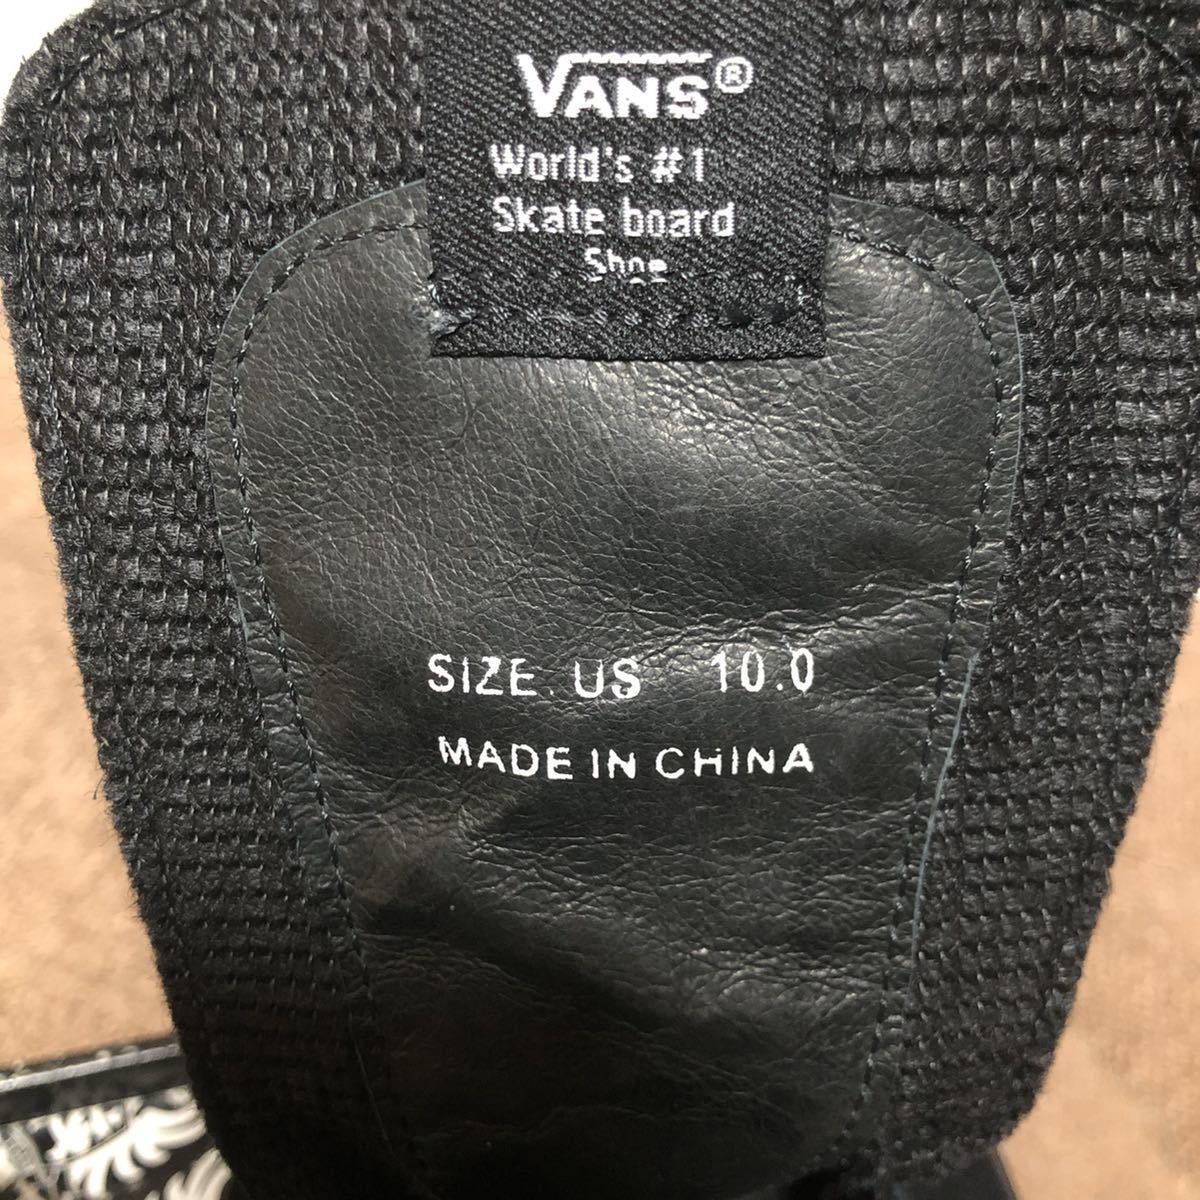 VANS®
World's #1
Skate board
Shoe
SIZE. US 10.0
MADE IN CHINA